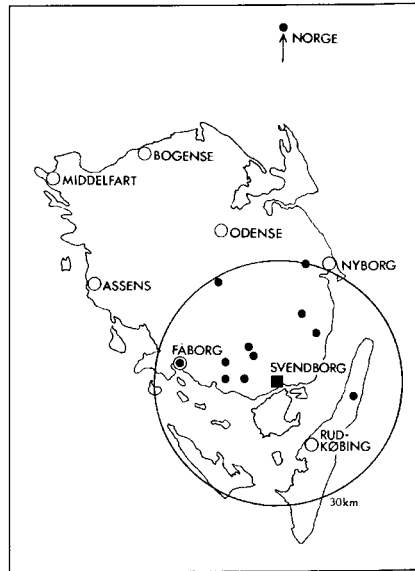 NORGE
BOGENSE
MIDDELFART
ODENSE
NYBORG
ASSENS
FÅBORG
SVENDBORG
RUD-
KØBING
30km